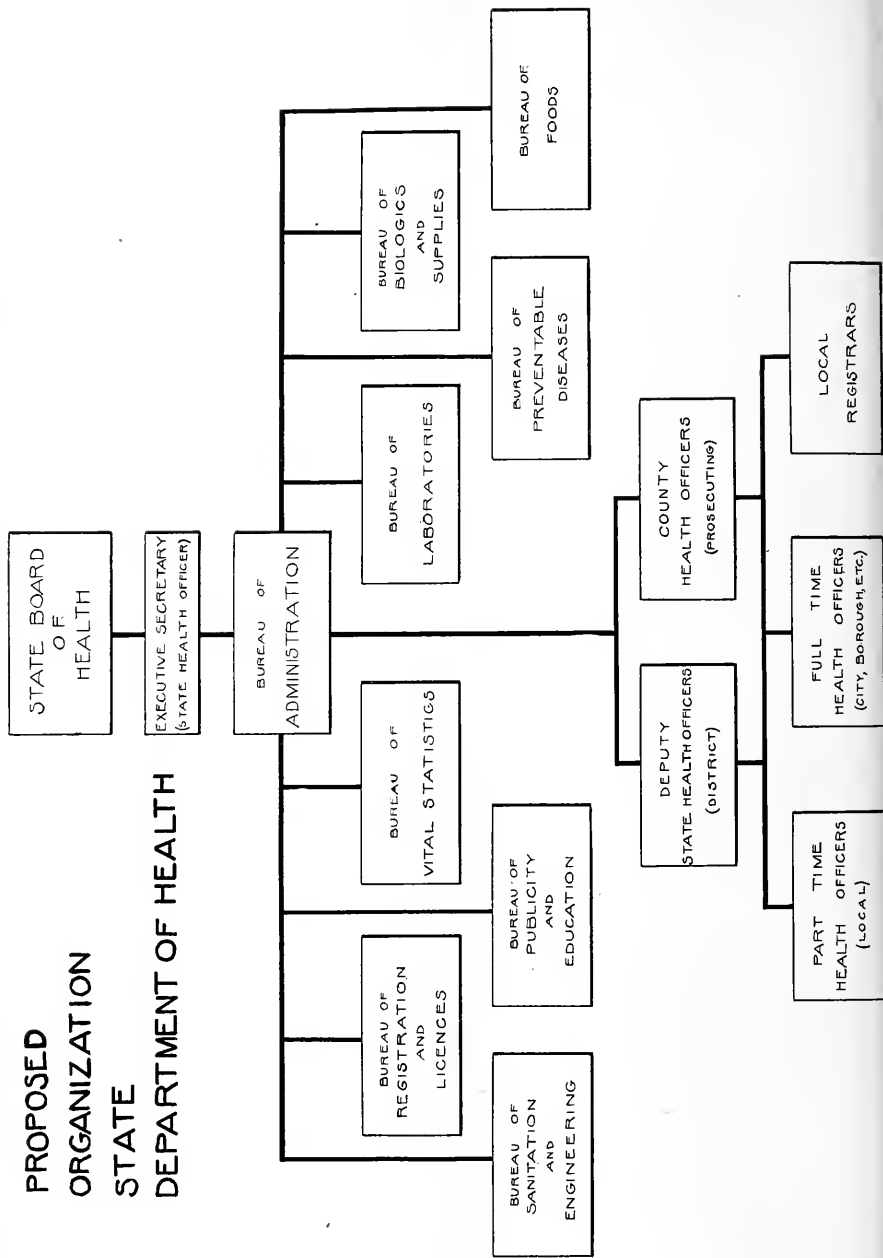 PROPOSED
ORGANIZATION
STATE
DEPARTMENT OF HEALTH
STATE BOARD
OF
HEALTH
EXECUTIVE SECRETARY
(STATE HEALTH OFFICER)
BUREAU OF
ADMINISTRATION
BUREAU OF
REGISTRATION
AND
LICENCES
BUREAU OF
VITAL STATISTICS
BUREAU OF
LABORATORIES
BUREAU OF
BIOLOGICS
AND
SUPPLIES
BUREAU OF
SANITATION
AND
ENGINEERING
BUREAU OF
PUBLICITY
AND
EDUCATION
BUREAU OF
PREVENTABLE
DISEASES
BUREAU OF
FOODS
DEPUTY
STATE HEALTH OFFICERS
(DISTRICT)
COUNTY
HEALTH OFFICERS
(PROSECUTING)
PART TIME
HEALTH OFFICERS
(LOCAL)
FULL TIME
HEALTH OFFICERS
(CITY, BOROUGH, ETC.)
LOCAL
REGISTRARS